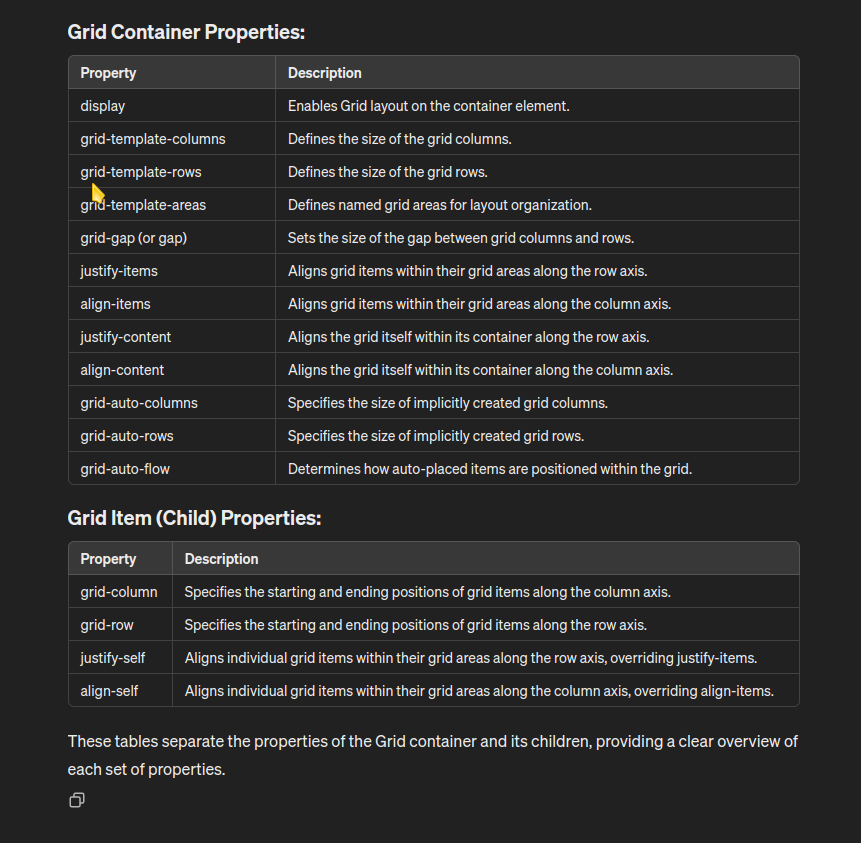 Grid Container Properties:
Property Description
display Enables Grid layout on the container element.
grid-template-columns Defines the size of the grid columns.
grid-template-rows Defines the size of the grid rows.
grid-template-areas Defines named grid areas for layout organization.
grid-gap (or gap) Sets the size of the gap between grid columns and rows.
justify-items Aligns grid items within their grid areas along the row axis.
align-items Aligns grid items within their grid areas along the column axis.
justify-content Aligns the grid itself within its container along the row axis.
align-content Aligns the grid itself within its container along the column axis.
grid-auto-columns Specifies the size of implicitly created grid columns.
grid-auto-rows Specifies the size of implicitly created grid rows.
grid-auto-flow Determines how auto-placed items are positioned within the grid.
Grid Item (Child) Properties:
Property Description
grid-column Specifies the starting and ending positions of grid items along the column axis.
grid-row Specifies the starting and ending positions of grid items along the row axis.
justify-self Aligns individual grid items within their grid areas along the row axis, overriding justify-items.
align-self Aligns individual grid items within their grid areas along the column axis, overriding align-items.
These tables separate the properties of the Grid container and its children, providing a clear overview of
each set of properties.